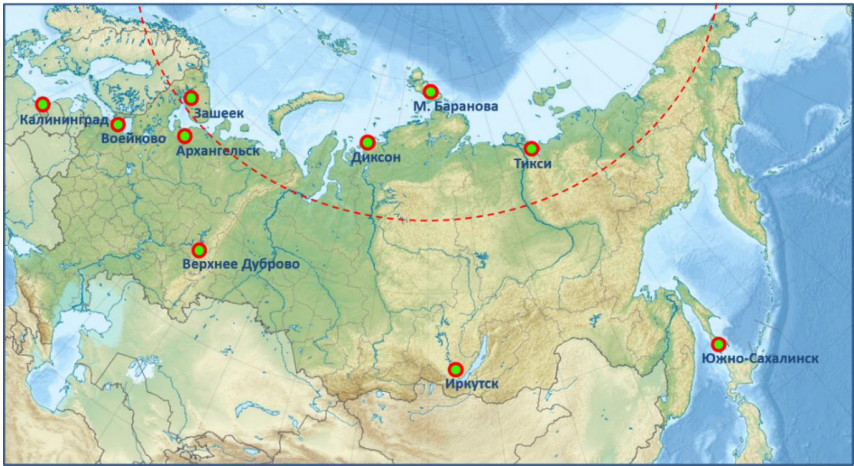 М. Баранова
Зашеек
Калининград
Воейково
Архангельск
Диксон
Тикси
Верхнее Дуброво
Южно-Сахалинск
Иркутск